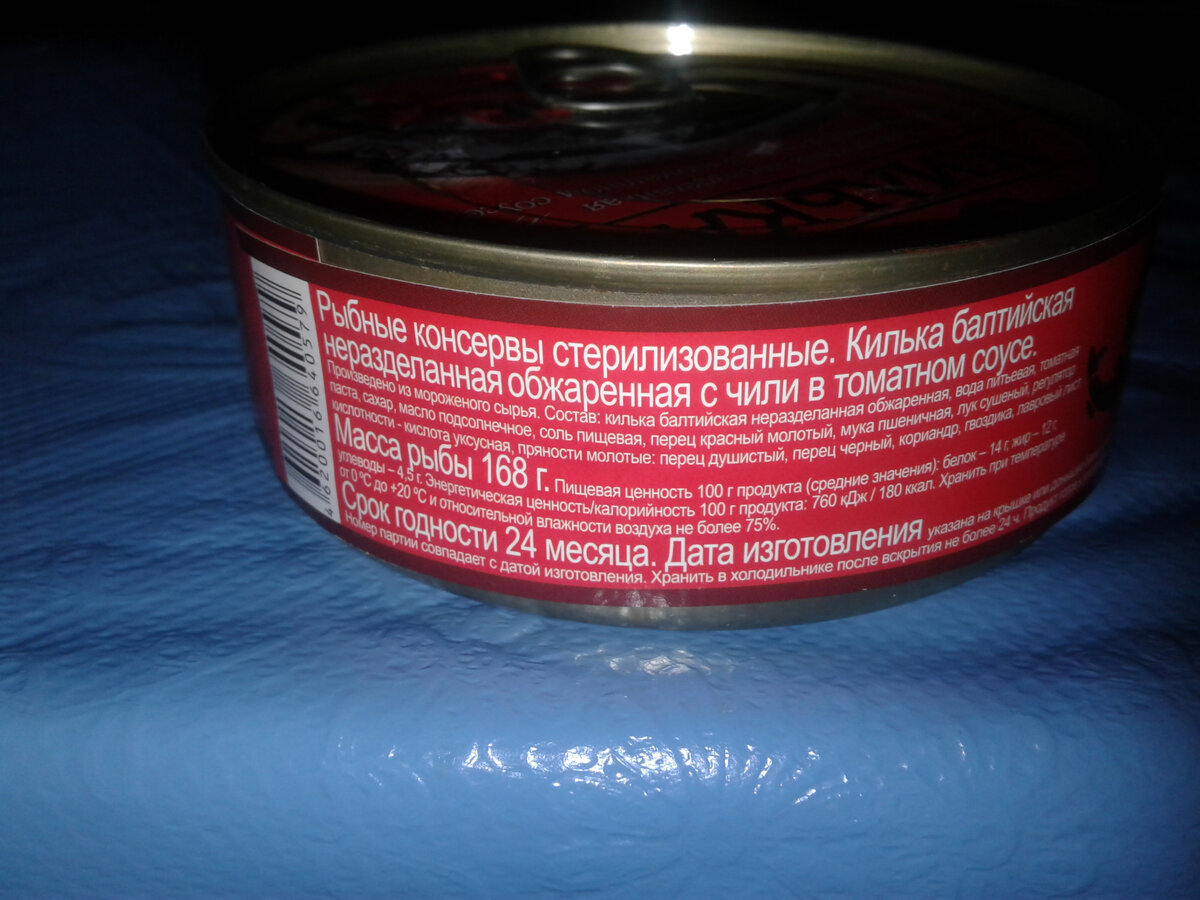 КИЛЬКА
соусе
Рыбные консервы стерилизованные. Килька балтийская
неразделанная обжаренная с чили в томатном соусе.
Произведено из мороженого сырья. Состав: килька балтийская неразделанная обжаренная, вода питьевая, томатная
паста, сахар, масло подсолнечное, соль пищевая, перец красный молотый, мука пшеничная, лук сушеный, регулятор
кислотности - кислота уксусная, пряности молотые: перец душистый, перец черный, кориандр, гвоздика, лавровый лист.
Масса рыбы 168 г. Пищевая ценность 100 г продукта (средние значения): белок – 14 г, жир – 12 г,
углеводы – 4,5 г. Энергетическая ценность/калорийность 100 г продукта: 760 кДж / 180 ккал. Хранить при температуре
от 0 °С до +20 °С и относительной влажности воздуха не более 75%.
Срок годности 24 месяца. Дата изготовления указана на крышке или
Номер партии совпадает с датой изготовления. Хранить в холодильнике после вскрытия не более 24 ч. Продукт
4620016640579